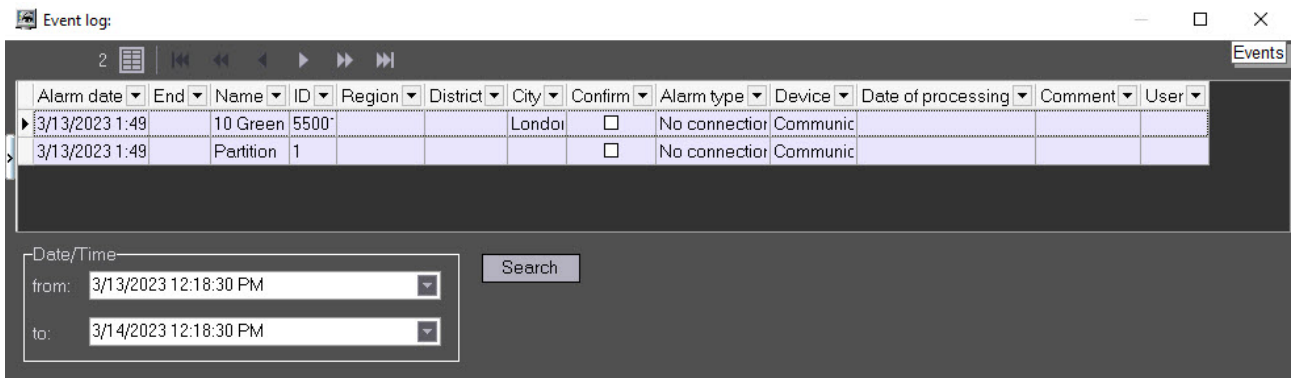 Event log:
2
Events
Alarm date End Name ID Region District City Confirm Alarm type Device Date of processing Comment User
3/13/2023 1:49 10 Green 5500 Londo No connection Communic
3/13/2023 1:49 Partition 1 No connection Communic
Date/Time
from: 3/13/2023 12:18:30 PM
Search
to: 3/14/2023 12:18:30 PM